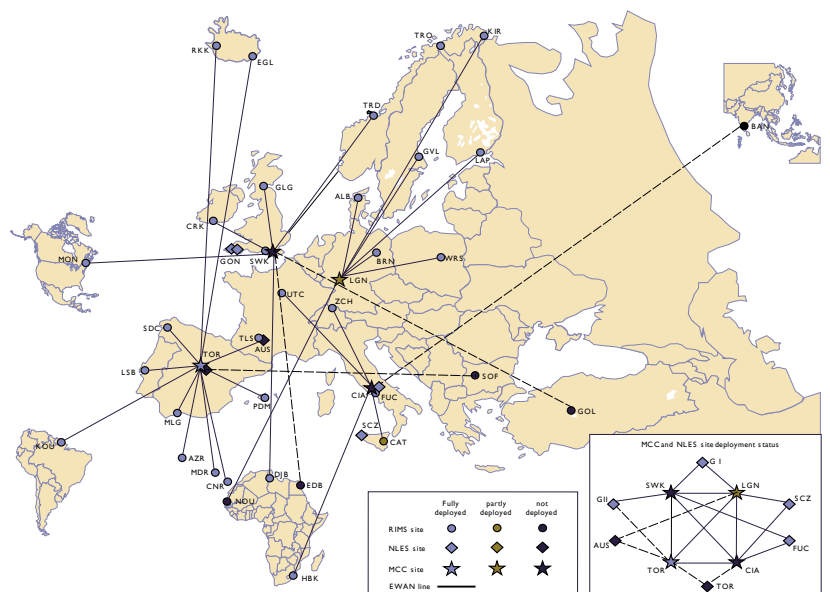 TRO
KIR
RKK
EGL
BAN
TRD
GVL
LAP
GLG
ALB
CRK
MON
GON
SWK
BRN
WRS
LGN
UTC
ZCH
SDC
TLS
AUS
TOR
LSB
SOF
CIA
FUC
PDM
GOL
MLG
SCZ
KOU
CAT
AZR
MDR
DJB
CNR
EDB
NOU
HBK
Fully deployed
partly deployed
not deployed
RIMS site
NLES site
MCC site
EWAN line
MCC and NLES site deployment status
G I
SWK
LGN
GII
SCZ
AUS
FUC
TOR
CIA
TOR